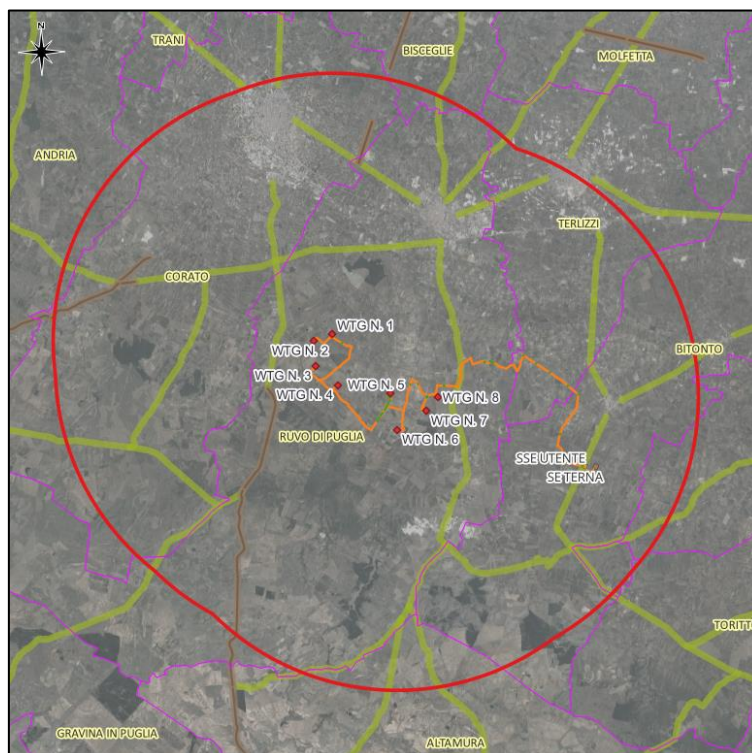 N
TRANI
BISCEGLIE
MOLFETTA
ANDRIA
TERLIZZI
CORATO
WTG N. 1
WTG N. 2
BITONTO
WTG N. 3
WTG N. 4
WTG N. 5
WTG N. 8
WTG N. 7
RUVO DI PUGLIA
WTG N. 6
SSE UTENTE
SE TERNA
TORITTO
GRAVINA IN PUGLIA
ALTAMURA